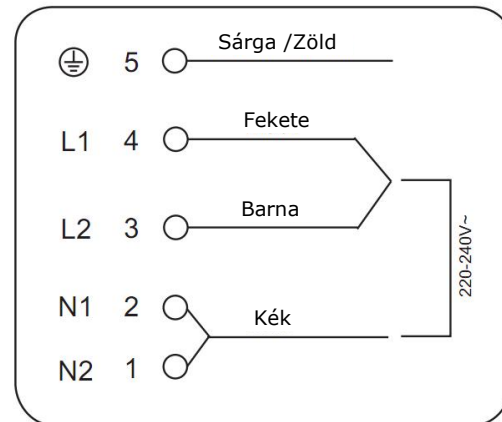 5 Sárga /Zöld
L1 4 Fekete
L2 3 Barna
220-240V~
N1 2
Kék
N2 1